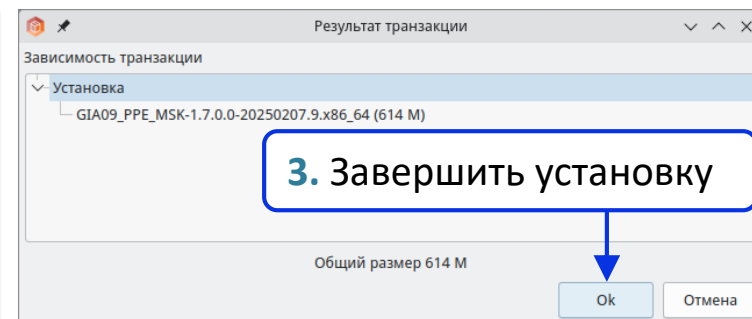 Результат транзакции
Зависимость транзакции
Установка
GIA09_PPE_MSK-1.7.0.0-20250207.9.x86_64 (614 M)
3. Завершить установку
Общий размер 614 M
Ok
Отмена